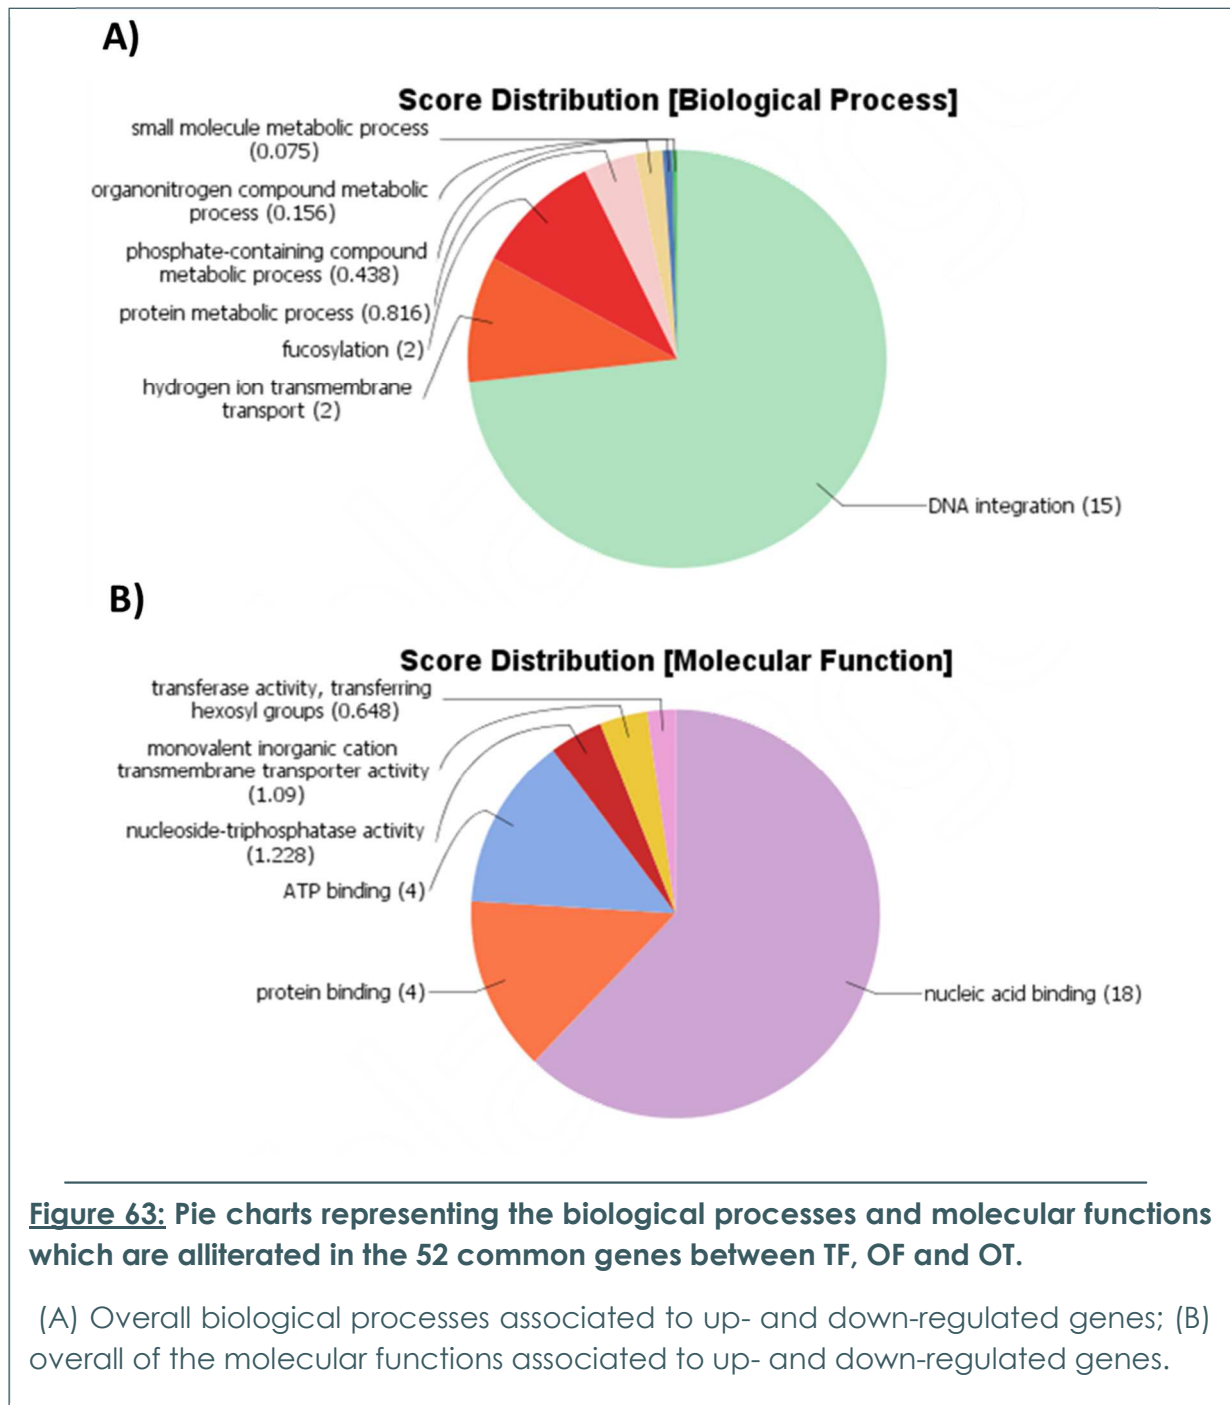 A)
Score Distribution [Biological Process]
small molecule metabolic process
(0.075)
organonitrogen compound metabolic
process (0.156)
phosphate-containing compound
metabolic process (0.438)
protein metabolic process (0.816)
fucosylation (2)
hydrogen ion transmembrane
transport (2)
DNA integration (15)
B)
Score Distribution [Molecular Function]
transferase activity, transferring
hexosyl groups (0.648)
monovalent inorganic cation
transmembrane transporter activity
(1.09)
nucleoside-triphosphatase activity
(1.228)
ATP binding (4)
protein binding (4)
nucleic acid binding (18)
Figure 63: Pie charts representing the biological processes and molecular functions
which are alliterated in the 52 common genes between TF, OF and OT.
(A) Overall biological processes associated to up- and down-regulated genes; (B)
overall of the molecular functions associated to up- and down-regulated genes.